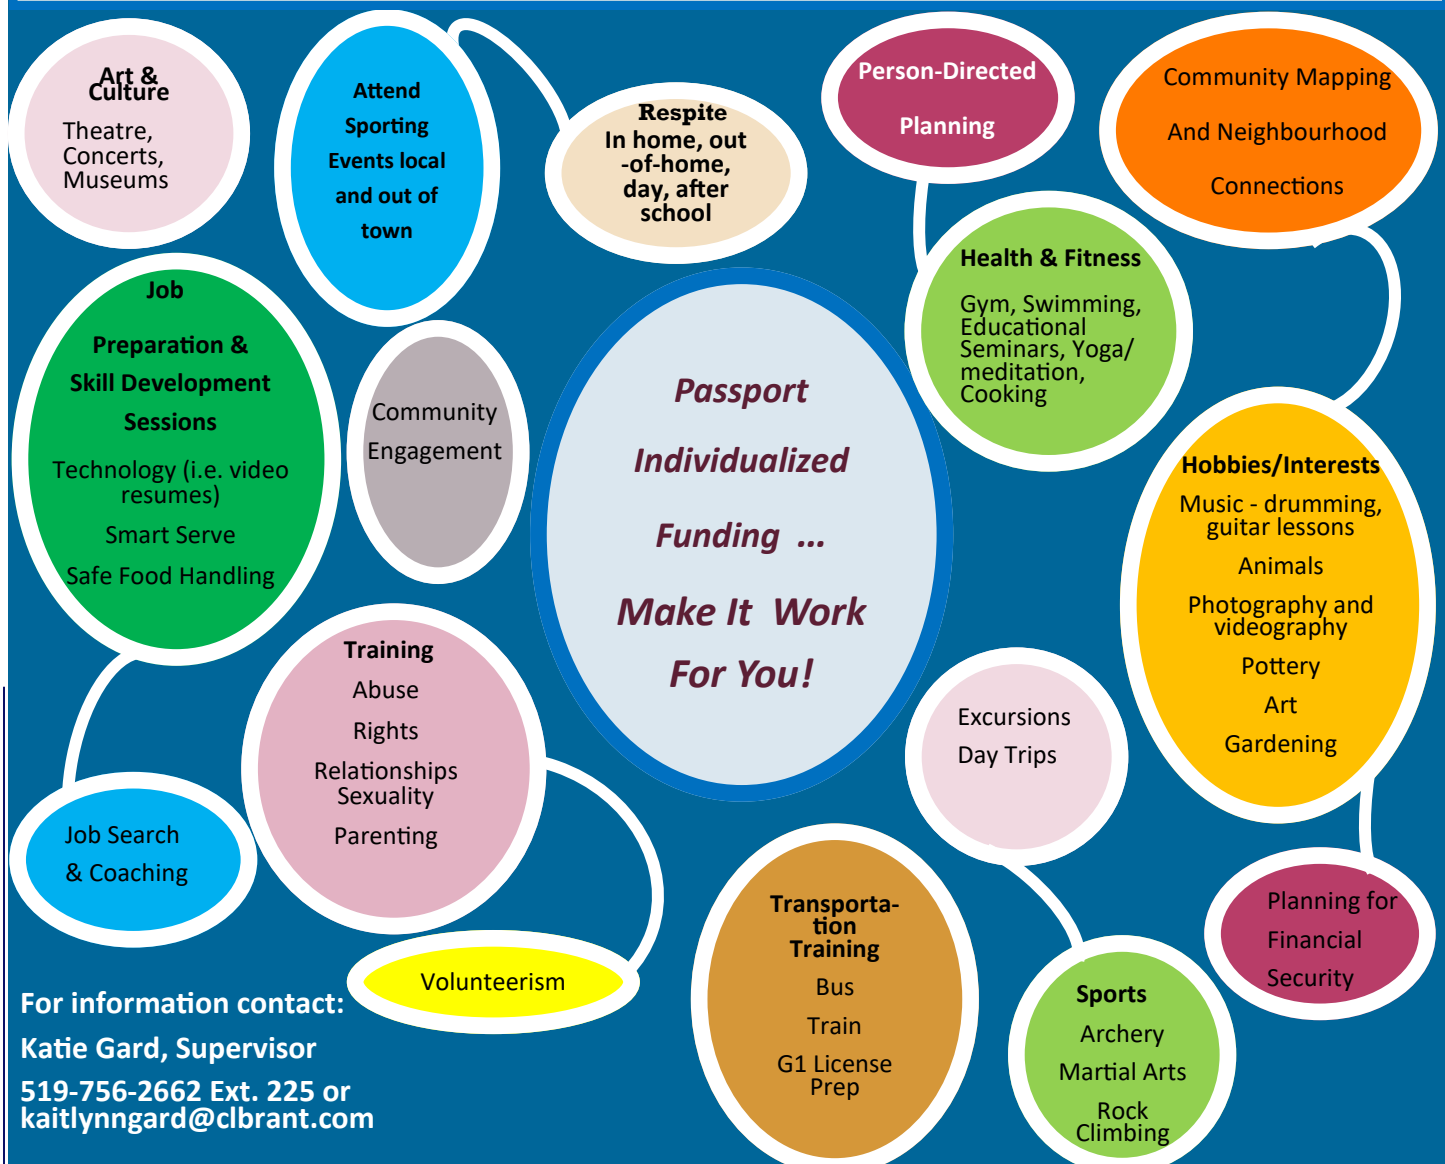 Art &
Culture
Theatre,
Concerts,
Museums
Attend
Sporting
Events local
and out of
town
Respite
In home, out
-of-home,
day, after
school
Person-Directed
Planning
Community Mapping
And Neighbourhood
Connections
Job
Preparation &
Skill Development
Sessions
Technology (i.e. video
resumes)
Smart Serve
Safe Food Handling
Community
Engagement
Passport
Individualized
Funding ...
Make It Work
For You!
Health & Fitness
Gym, Swimming,
Educational
Seminars, Yoga/
meditation,
Cooking
Hobbies/Interests
Music - drumming,
guitar lessons
Animals
Photography and
videography
Pottery
Art
Gardening
Training
Abuse
Rights
Relationships
Sexuality
Parenting
Excursions
Day Trips
Job Search
& Coaching
Volunteerism
Transporta-
tion
Training
Bus
Train
G1 License
Prep
Planning for
Financial
Security
Sports
Archery
Martial Arts
Rock
Climbing
For information contact:
Katie Gard, Supervisor
519-756-2662 Ext. 225 or
kaitlynngard@clbrant.com